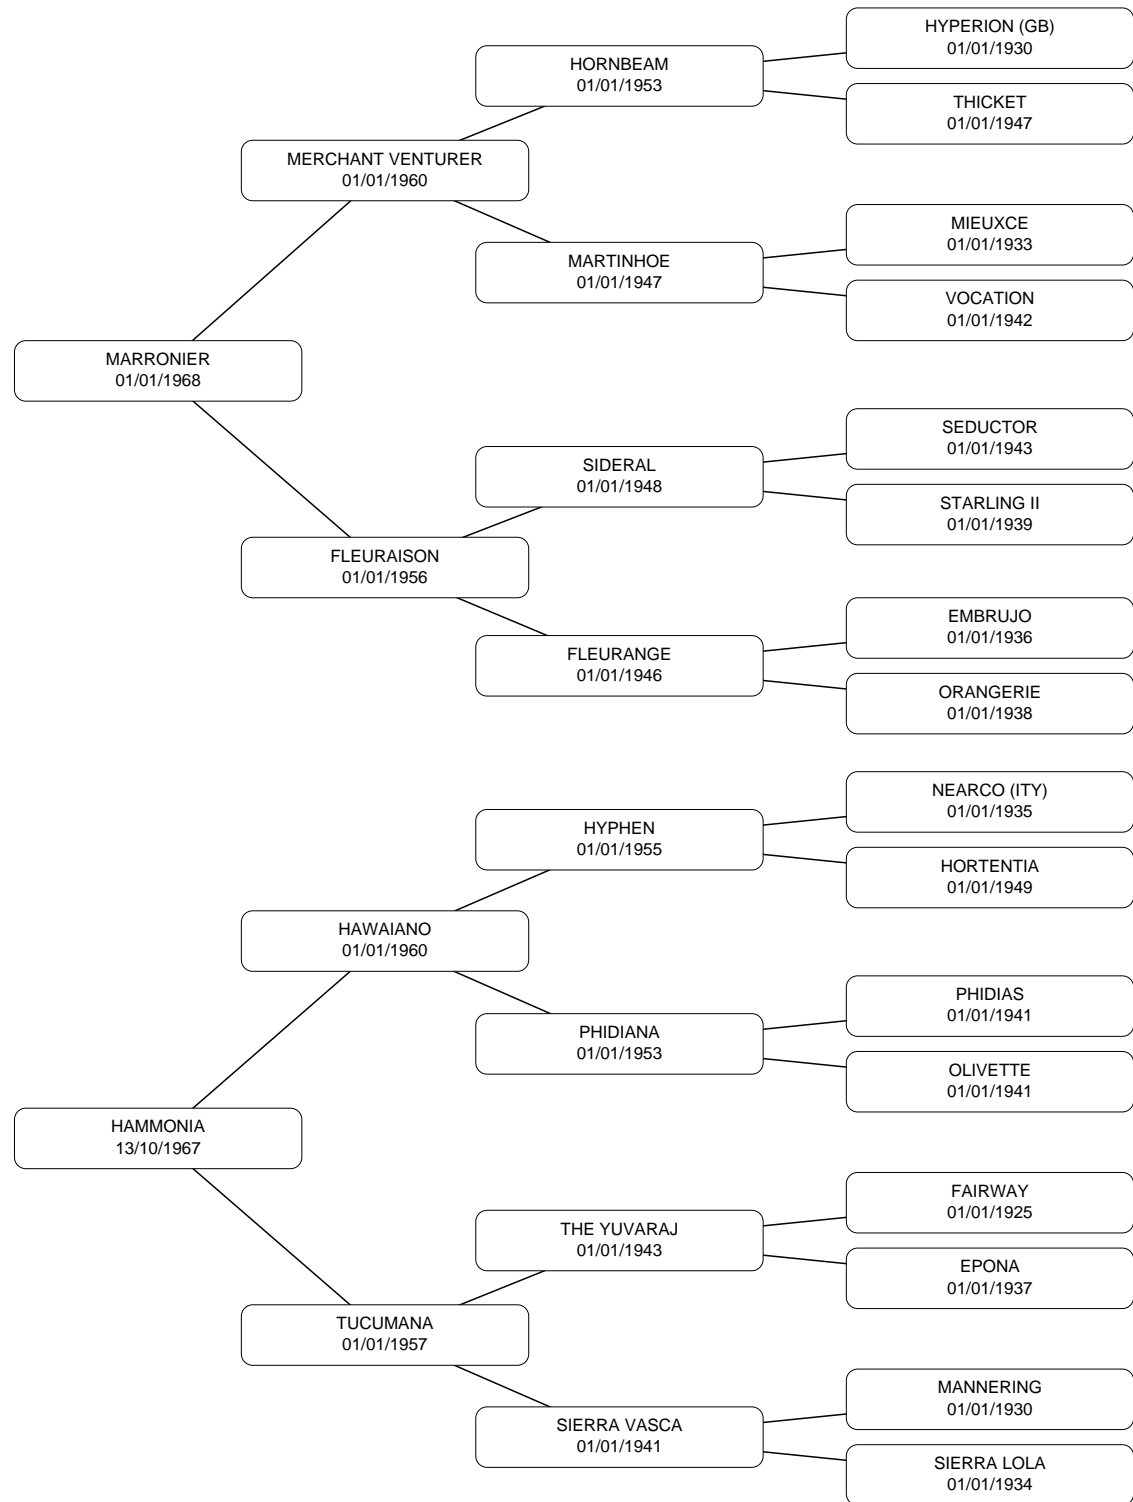 HYPERION (GB)
01/01/1930
HORNBEAM
01/01/1953
THICKET
01/01/1947
MERCHANT VENTURER
01/01/1960
MIEUXCE
01/01/1933
MARTINHOE
01/01/1947
VOCATION
01/01/1942
MARRONIER
01/01/1968
SEDUCTOR
01/01/1943
SIDERAL
01/01/1948
STARLING II
01/01/1939
FLEURAISON
01/01/1956
EMBRUJO
01/01/1936
FLEURANGE
01/01/1946
ORANGERIE
01/01/1938
NEARCO (ITY)
01/01/1935
HYPHEN
01/01/1955
HORTENTIA
01/01/1949
HAWAIANO
01/01/1960
PHIDIAS
01/01/1941
PHIDIANA
01/01/1953
OLIVETTE
01/01/1941
HAMMONIA
13/10/1967
FAIRWAY
01/01/1925
THE YUVARAJ
01/01/1943
EPONA
01/01/1937
TUCUMANA
01/01/1957
MANNERING
01/01/1930
SIERRA VASCA
01/01/1941
SIERRA LOLA
01/01/1934